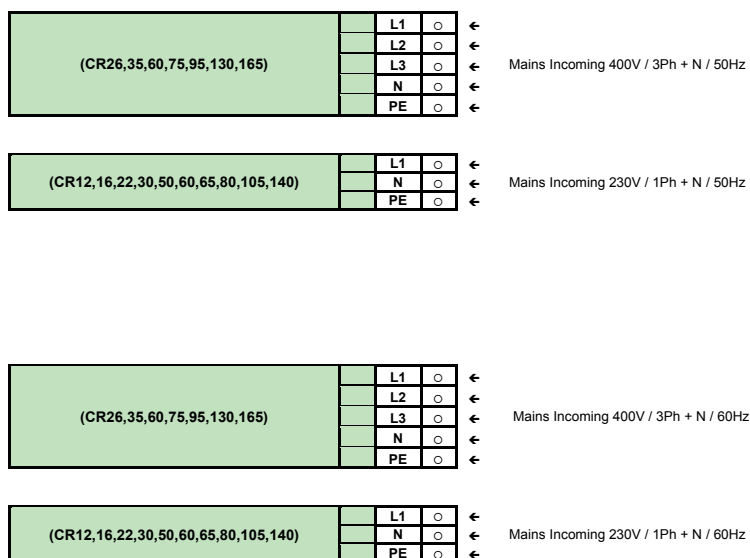 L1 ○ ←
L2 ○ ←
(CR26,35,60,75,95,130,165) L3 ○ ← Mains Incoming 400V / 3Ph + N / 50Hz
N ○ ←
PE ○ ←
L1 ○ ←
(CR12,16,22,30,50,60,65,80,105,140) N ○ ← Mains Incoming 230V / 1Ph + N / 50Hz
PE ○ ←
L1 ○ ←
L2 ○ ←
(CR26,35,60,75,95,130,165) L3 ○ ← Mains Incoming 400V / 3Ph + N / 60Hz
N ○ ←
PE ○ ←
L1 ○ ←
(CR12,16,22,30,50,60,65,80,105,140) N ○ ← Mains Incoming 230V / 1Ph + N / 60Hz
PE ○ ←